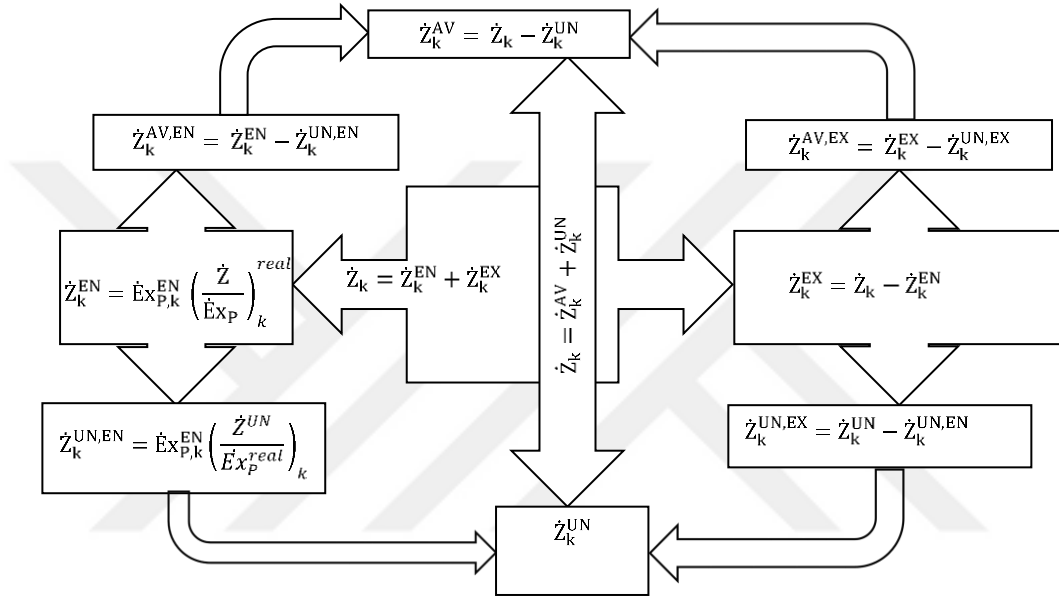 Ż_k^AV = Ż_k − Ż_k^UN
Ż_k^AV,EN = Ż_k^EN − Ż_k^UN,EN
Ż_k^AV,EX = Ż_k^EX − Ż_k^UN,EX
Ż_k^EN = Ėx_P,k^EN (Ż / Ėx_P)_k^real
Ż_k = Ż_k^EN + Ż_k^EX
Ż_k = Ż_k^AV + Ż_k^UN
Ż_k^EX = Ż_k − Ż_k^EN
Ż_k^UN,EN = Ėx_P,k^EN (Ż^UN / Ėx_P^real)_k
Ż_k^UN,EX = Ż_k^UN − Ż_k^UN,EN
Ż_k^UN